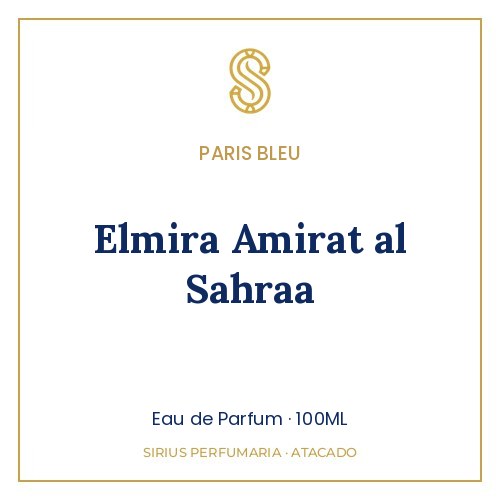 PARIS BLEU
Elmira Amirat al
Sahraa
Eau de Parfum · 100ML
SIRIUS PERFUMARIA · ATACADO